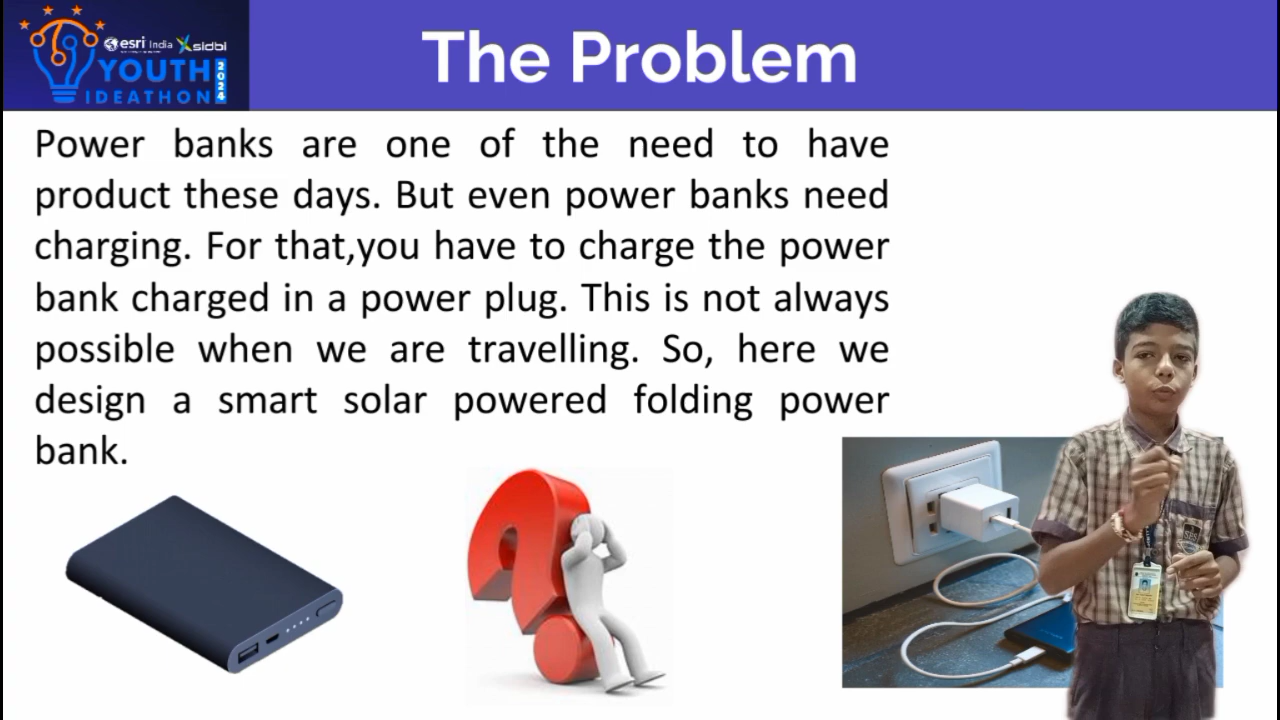 esri India sidbi
YOUTH 2024
IDEATHON
The Problem
Power banks are one of the need to have
product these days. But even power banks need
charging. For that,you have to charge the power
bank charged in a power plug. This is not always
possible when we are travelling. So, here we
design a smart solar powered folding power
bank.
SBS